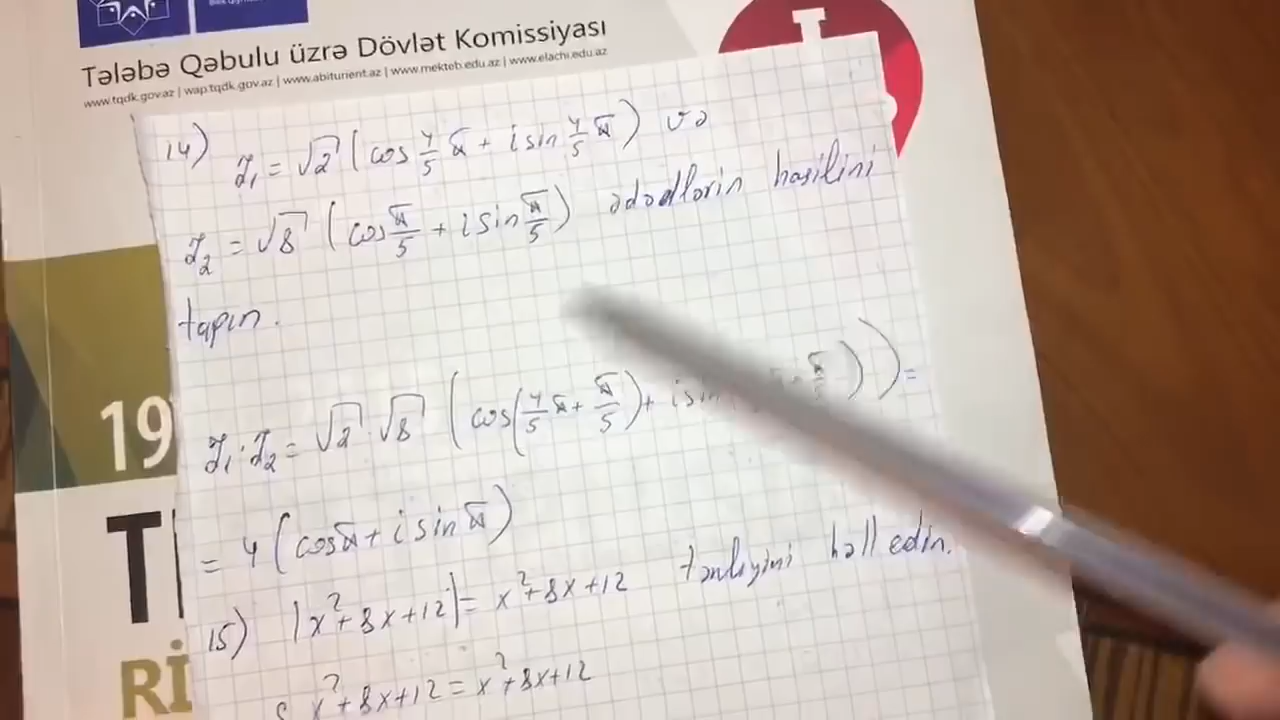 Tələbə Qəbulu üzrə Dövlət Komissiyası
www.tqdk.gov.az | wap.tqdk.gov.az | www.abiturient.az | www.mekteb.edu.az | www.elachi.edu.az
14) z₁ = √2 (cos 4/5 π + i sin 4/5 π) və
z₂ = √8 (cos π/5 + i sin π/5) ədədlərin hasilini
tapın.
19
z₁·z₂ = √2·√8 (cos(4/5 π + π/5) + i sin π/5)) =
= 4 (cos π + i sin π)
15) |x²+8x+12| = x²+8x+12 tənliyini həll edin.
x²+8x+12 = x²+8x+12
Rİ